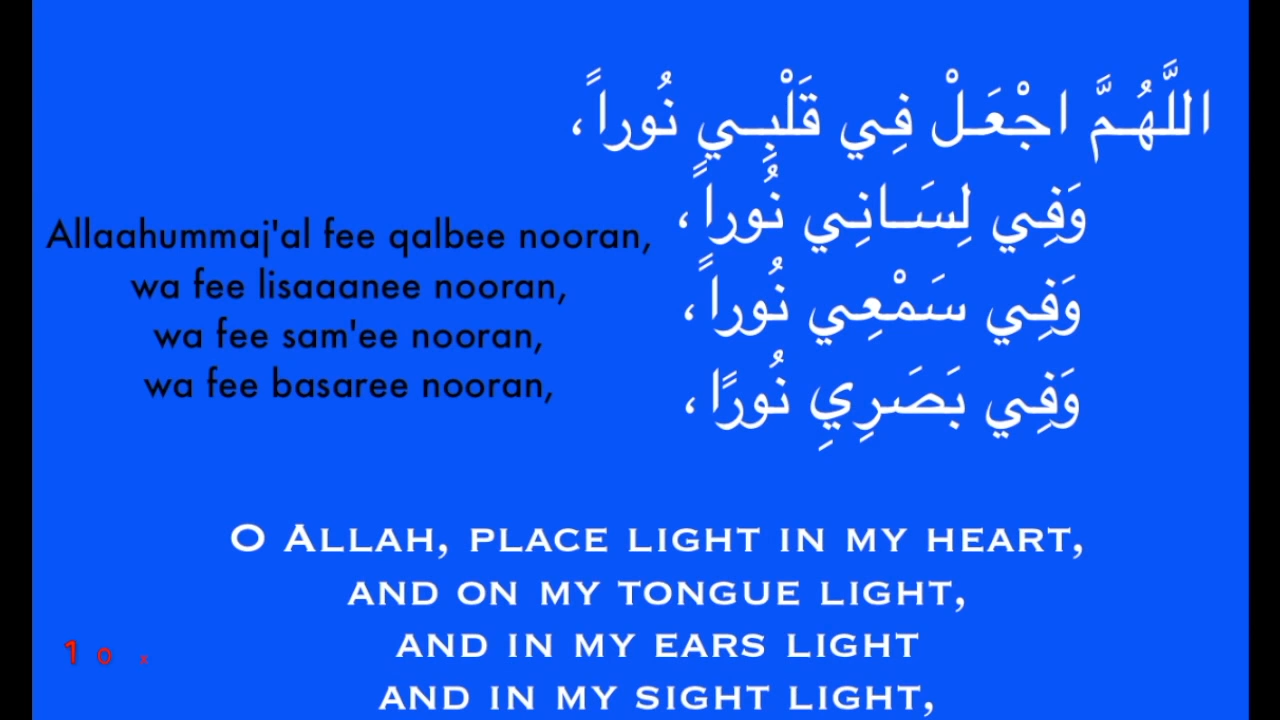 اللَّهُمَّ اجْعَلْ فِي قَلْبِي نُوراً،
وَفِي لِسَانِي نُوراً،
وَفِي سَمْعِي نُوراً،
وَفِي بَصَرِيِ نُورًا،
Allaahummaj'al fee qalbee nooran,
wa fee lisaaanee nooran,
wa fee sam'ee nooran,
wa fee basaree nooran,
O ALLAH, PLACE LIGHT IN MY HEART,
AND ON MY TONGUE LIGHT,
AND IN MY EARS LIGHT
AND IN MY SIGHT LIGHT,
1 0 x